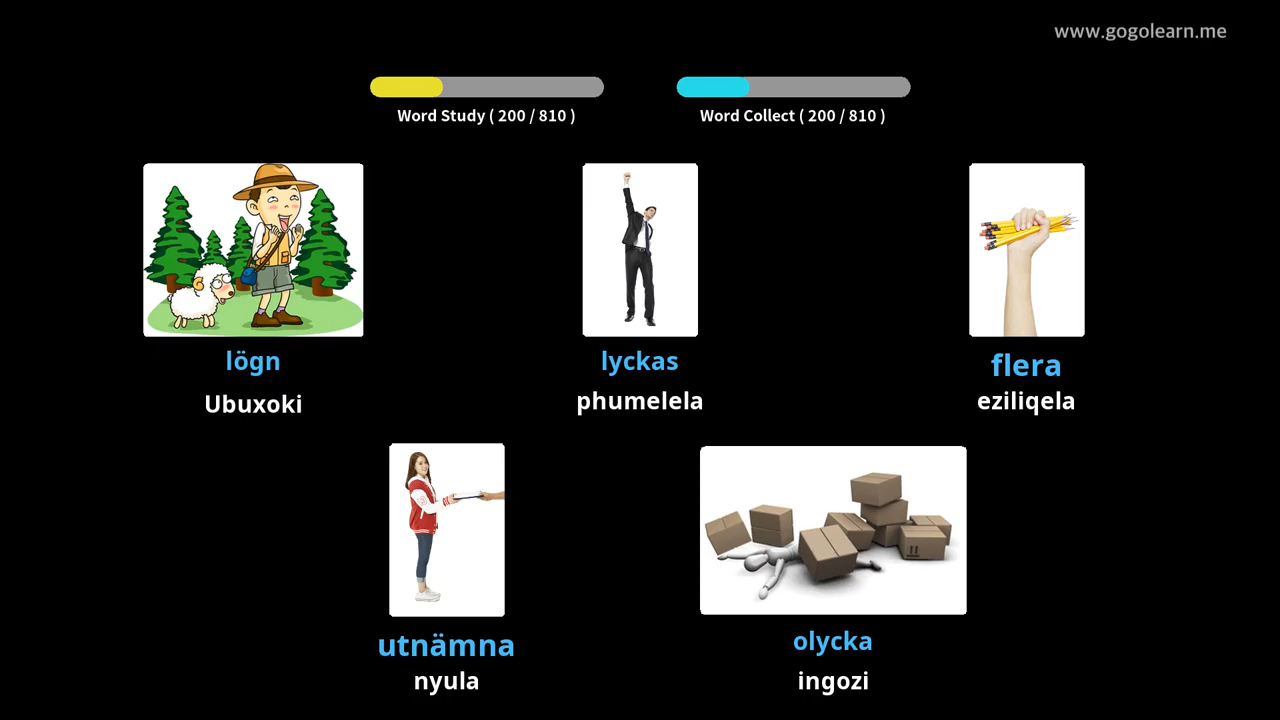 www.gogolearn.me
Word Study ( 200 / 810 )
Word Collect ( 200 / 810 )
lögn
Ubuxoki
lyckas
phumelela
flera
eziliqela
utnämna
nyula
olycka
ingozi